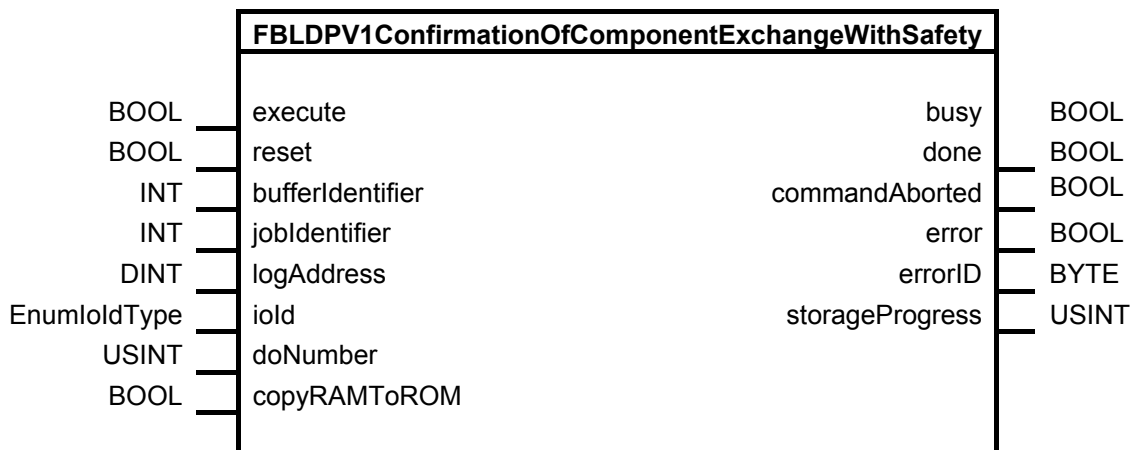 FBLDPV1ConfirmationOfComponentExchangeWithSafety
BOOL execute busy BOOL
BOOL reset done BOOL
INT bufferIdentifier commandAborted BOOL
INT jobIdentifier error BOOL
DINT logAddress errorID BYTE
EnumIoIdType ioId storageProgress USINT
USINT doNumber
BOOL copyRAMToROM